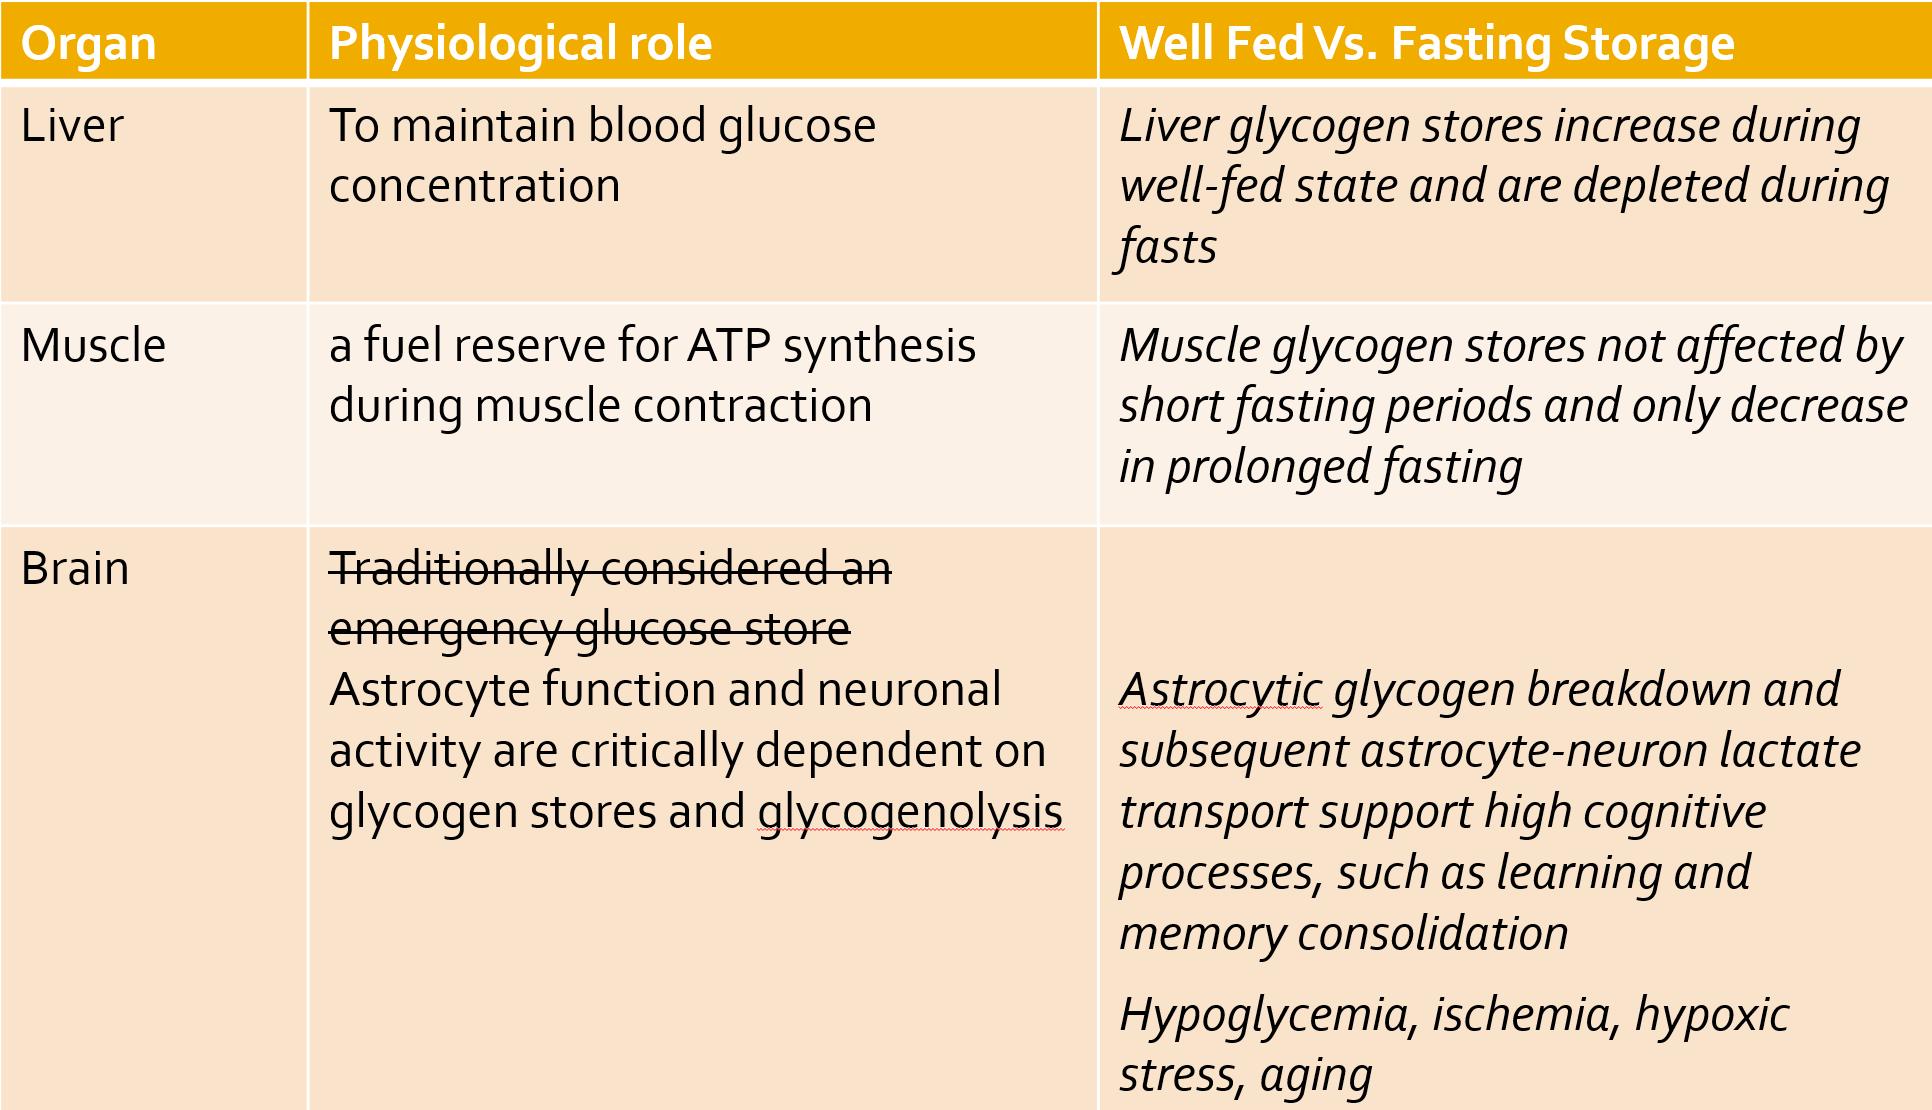 Organ
Physiological role
Well Fed Vs. Fasting Storage
Liver
To maintain blood glucose
concentration
Liver glycogen stores increase during
well-fed state and are depleted during
fasts
Muscle
a fuel reserve for ATP synthesis
during muscle contraction
Muscle glycogen stores not affected by
short fasting periods and only decrease
in prolonged fasting
Brain
Traditionally considered an
emergency glucose store
Astrocyte function and neuronal
activity are critically dependent on
glycogen stores and glycogenolysis
Astrocytic glycogen breakdown and
subsequent astrocyte-neuron lactate
transport support high cognitive
processes, such as learning and
memory consolidation
Hypoglycemia, ischemia, hypoxic
stress, aging